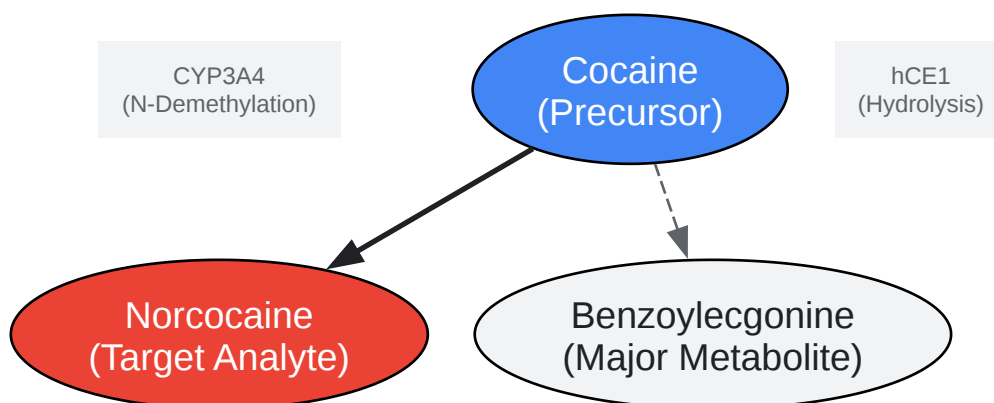 CYP3A4
(N-Demethylation)
Cocaine
(Precursor)
hCE1
(Hydrolysis)
Norcocaine
(Target Analyte)
Benzoylecgonine
(Major Metabolite)